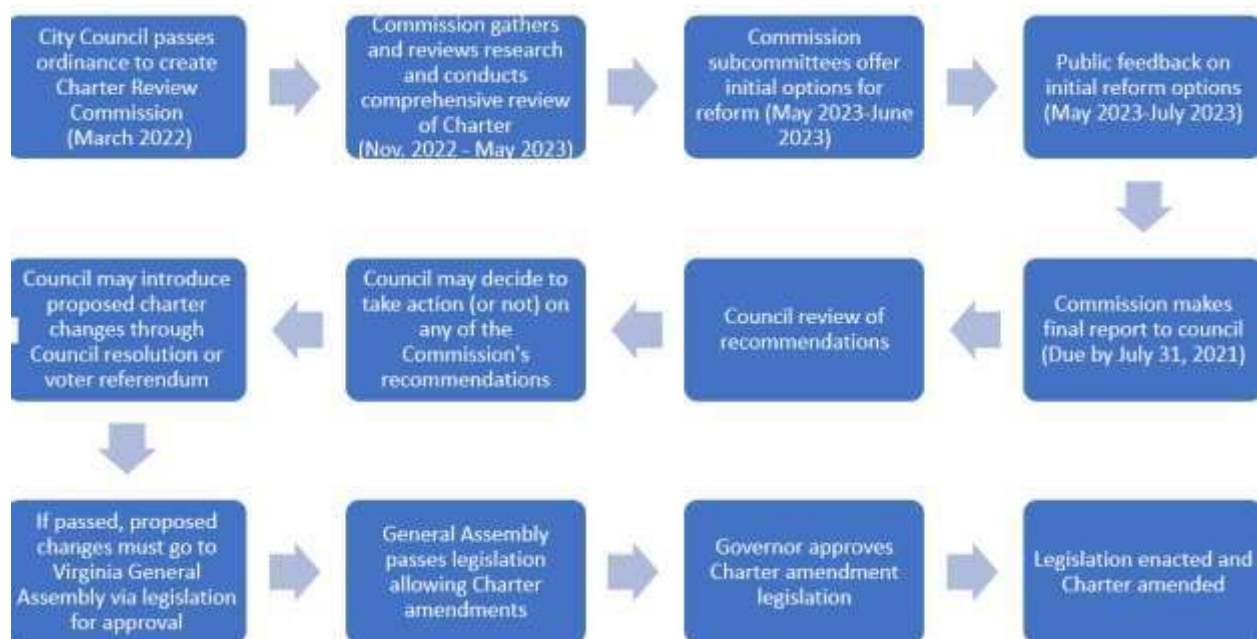 City Council passes
ordinance to create
Charter Review
Commission
(March 2022)
Commission gathers
and reviews research
and conducts
comprehensive review
of Charter
(Nov. 2022 - May 2023)
Commission
subcommittees offer
initial options for
reform (May 2023-June
2023)
Public feedback on
initial reform options
(May 2023-July 2023)
Commission makes
final report to council
(Due by July 31, 2021)
Council review of
recommendations
Council may decide to
take action (or not) on
any of the
Commission's
recommendations
Council may introduce
proposed charter
changes through
Council resolution or
voter referendum
If passed, proposed
changes must go to
Virginia General
Assembly via legislation
for approval
General Assembly
passes legislation
allowing Charter
amendments
Governor approves
Charter amendment
legislation
Legislation enacted and
Charter amended